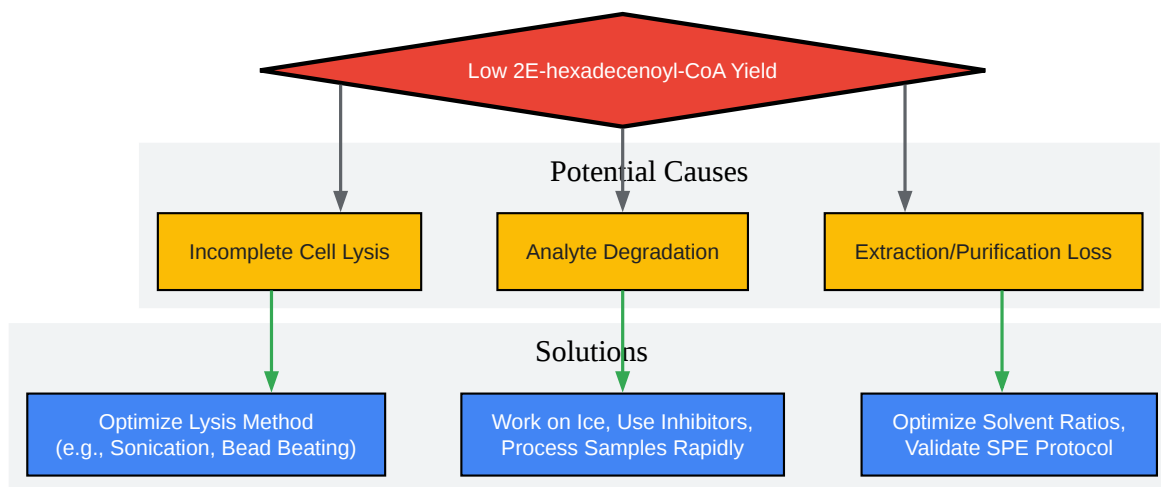 Low 2E-hexadecenoyl-CoA Yield
Potential Causes
Incomplete Cell Lysis
Analyte Degradation
Extraction/Purification Loss
Solutions
Optimize Lysis Method
(e.g., Sonication, Bead Beating)
Work on Ice, Use Inhibitors,
Process Samples Rapidly
Optimize Solvent Ratios,
Validate SPE Protocol